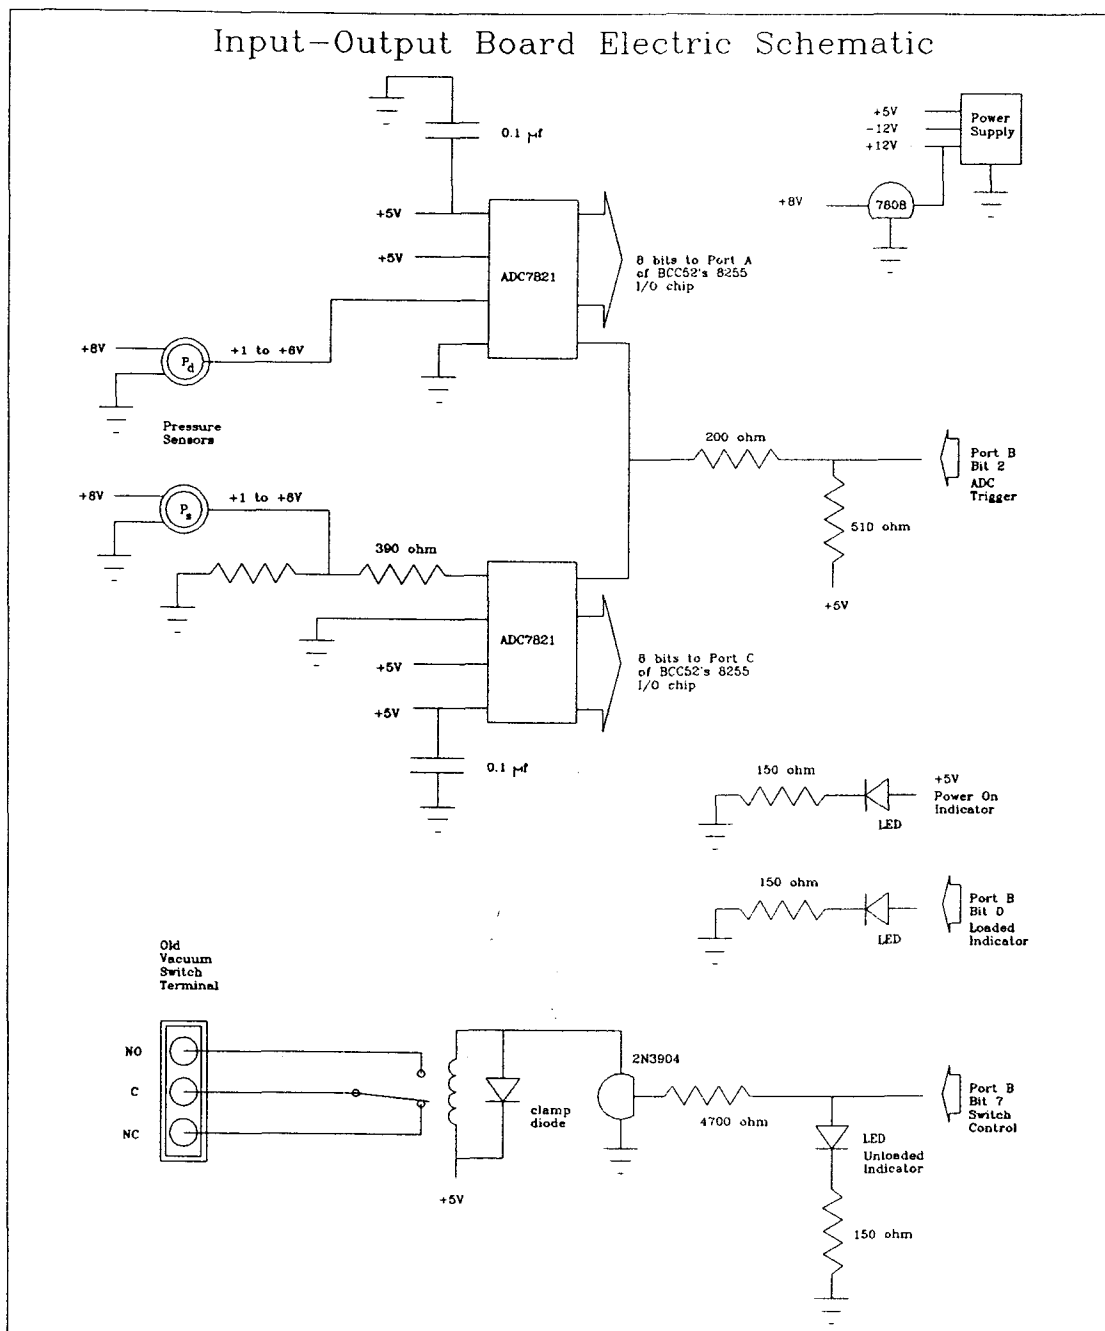 Input-Output Board Electric Schematic
0.1 μf
+5V
-12V
+12V
Power
Supply
+8V
7808
+5V
+5V
ADC7821
8 bits to Port A
of BCC52's 8255
I/O chip
+8V
Pd
+1 to +6V
Pressure
Sensors
200 ohm
Port B
Bit 2
ADC
Trigger
510 ohm
+5V
+8V
Ps
+1 to +6V
390 ohm
ADC7821
+5V
+5V
8 bits to Port C
of BCC52's 8255
I/O chip
0.1 μf
150 ohm
LED
+5V
Power On
Indicator
150 ohm
LED
Port B
Bit 0
Loaded
Indicator
Old
Vacuum
Switch
Terminal
NO
C
NC
clamp
diode
+5V
2N3904
4700 ohm
Port B
Bit 7
Switch
Control
LED
Unloaded
Indicator
150 ohm